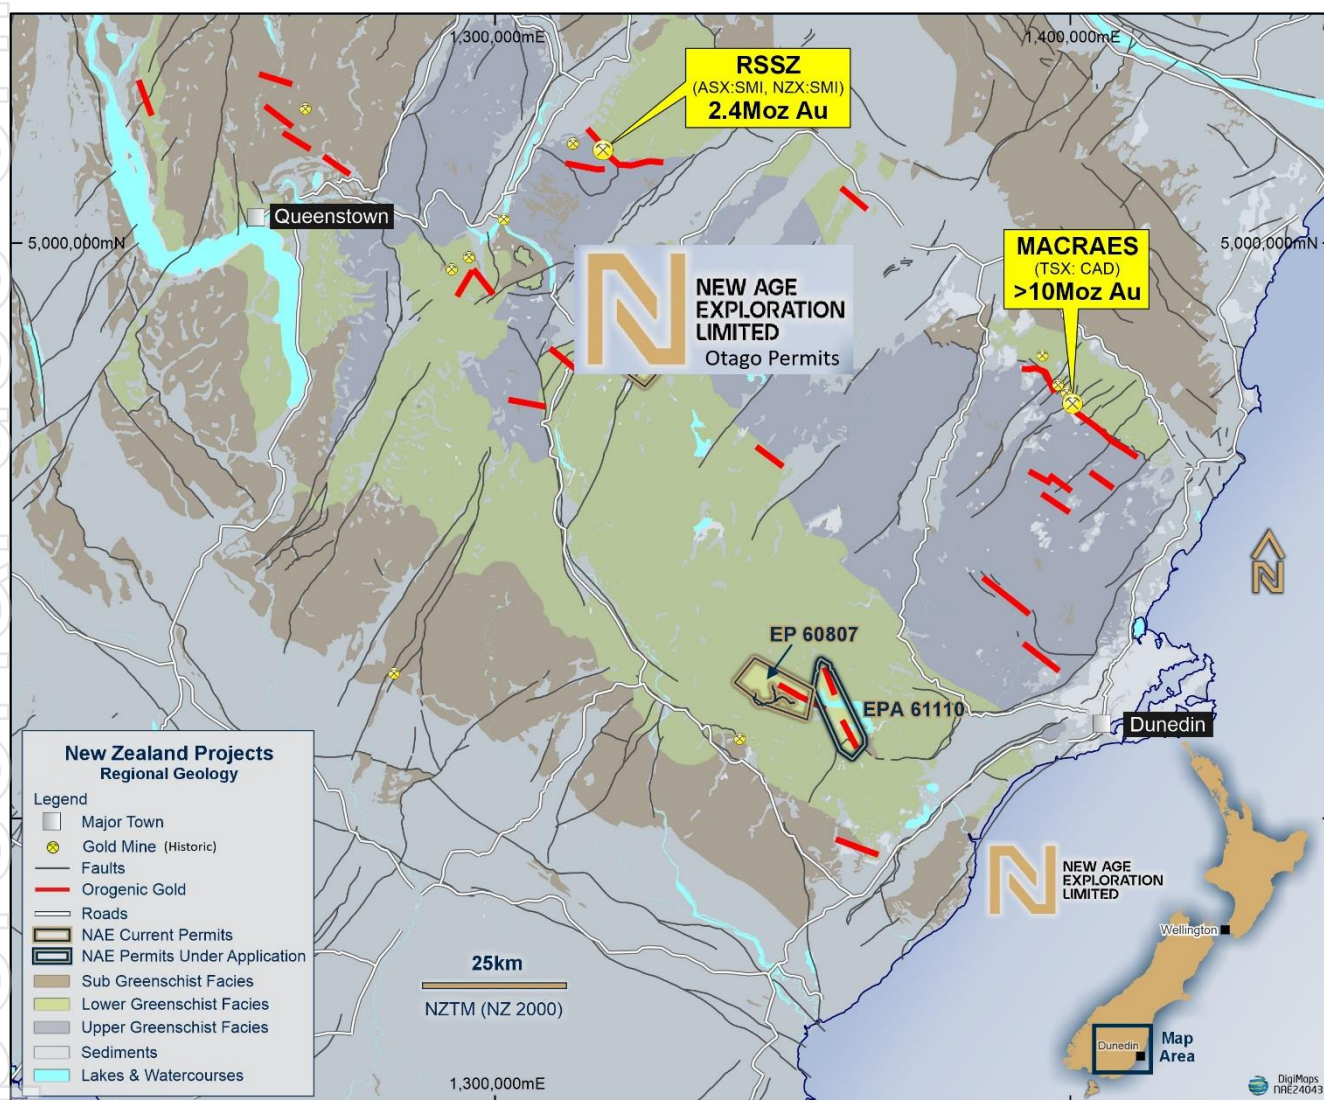 1,300,000mE
1,400,000mE
RSSZ
(ASX:SMI, NZX:SMI)
2.4Moz Au
Queenstown
5,000,000mN
5,000,000mN
MACRAES
(TSX: CAD)
>10Moz Au
N
NEW AGE
EXPLORATION
LIMITED
Otago Permits
N
EP 60807
EPA 61110
Dunedin
New Zealand Projects
Regional Geology
Legend
Major Town
Gold Mine (Historic)
Faults
Orogenic Gold
Roads
NAE Current Permits
NAE Permits Under Application
Sub Greenschist Facies
Lower Greenschist Facies
Upper Greenschist Facies
Sediments
Lakes & Watercourses
25km
NZTM (NZ 2000)
N
NEW AGE
EXPLORATION
LIMITED
Wellington
Dunedin
Map
Area
1,300,000mE
DigiMaps
NAE24043